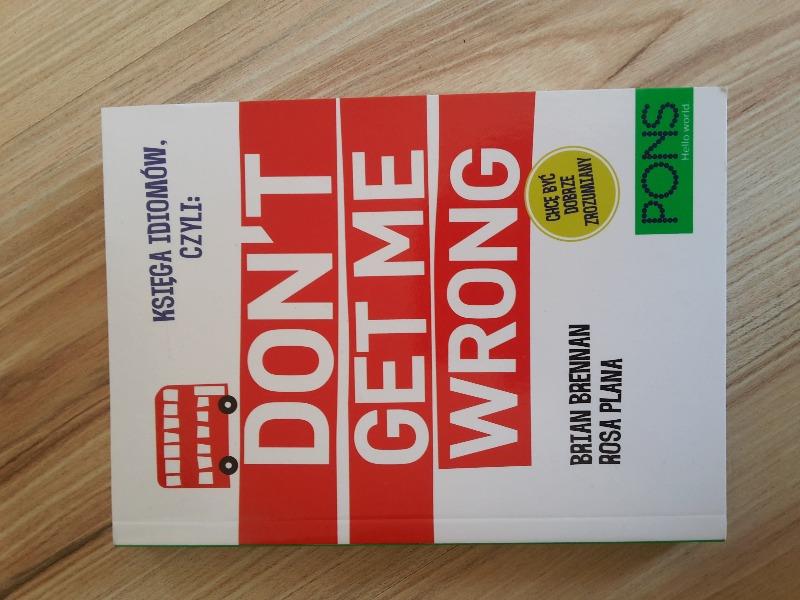 KSIĘGA IDIOMÓW,
CZYLI:
DON'T
GET ME
WRONG
CHCĘ BYĆ
DOBRZE
ZROZUMIANY
BRIAN BRENNAN
ROSA PLANA
PONS
Hello world